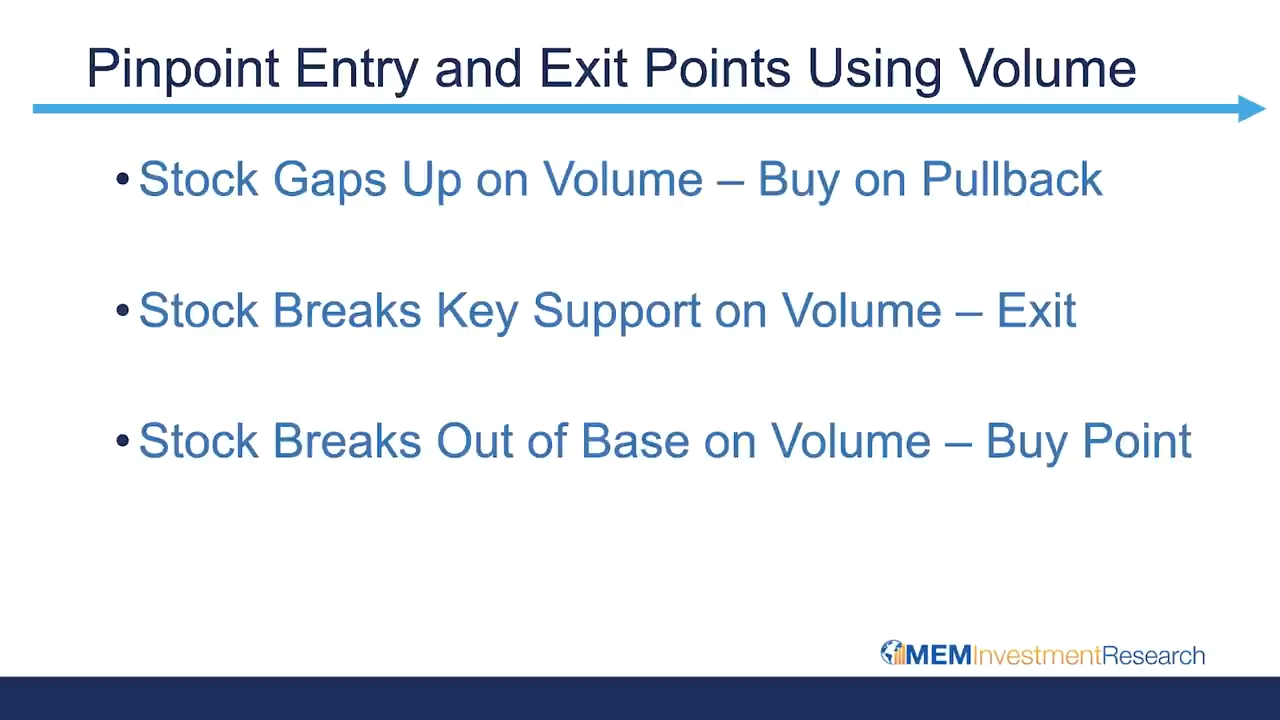 Pinpoint Entry and Exit Points Using Volume
• Stock Gaps Up on Volume – Buy on Pullback
• Stock Breaks Key Support on Volume – Exit
• Stock Breaks Out of Base on Volume – Buy Point
MEMInvestmentResearch